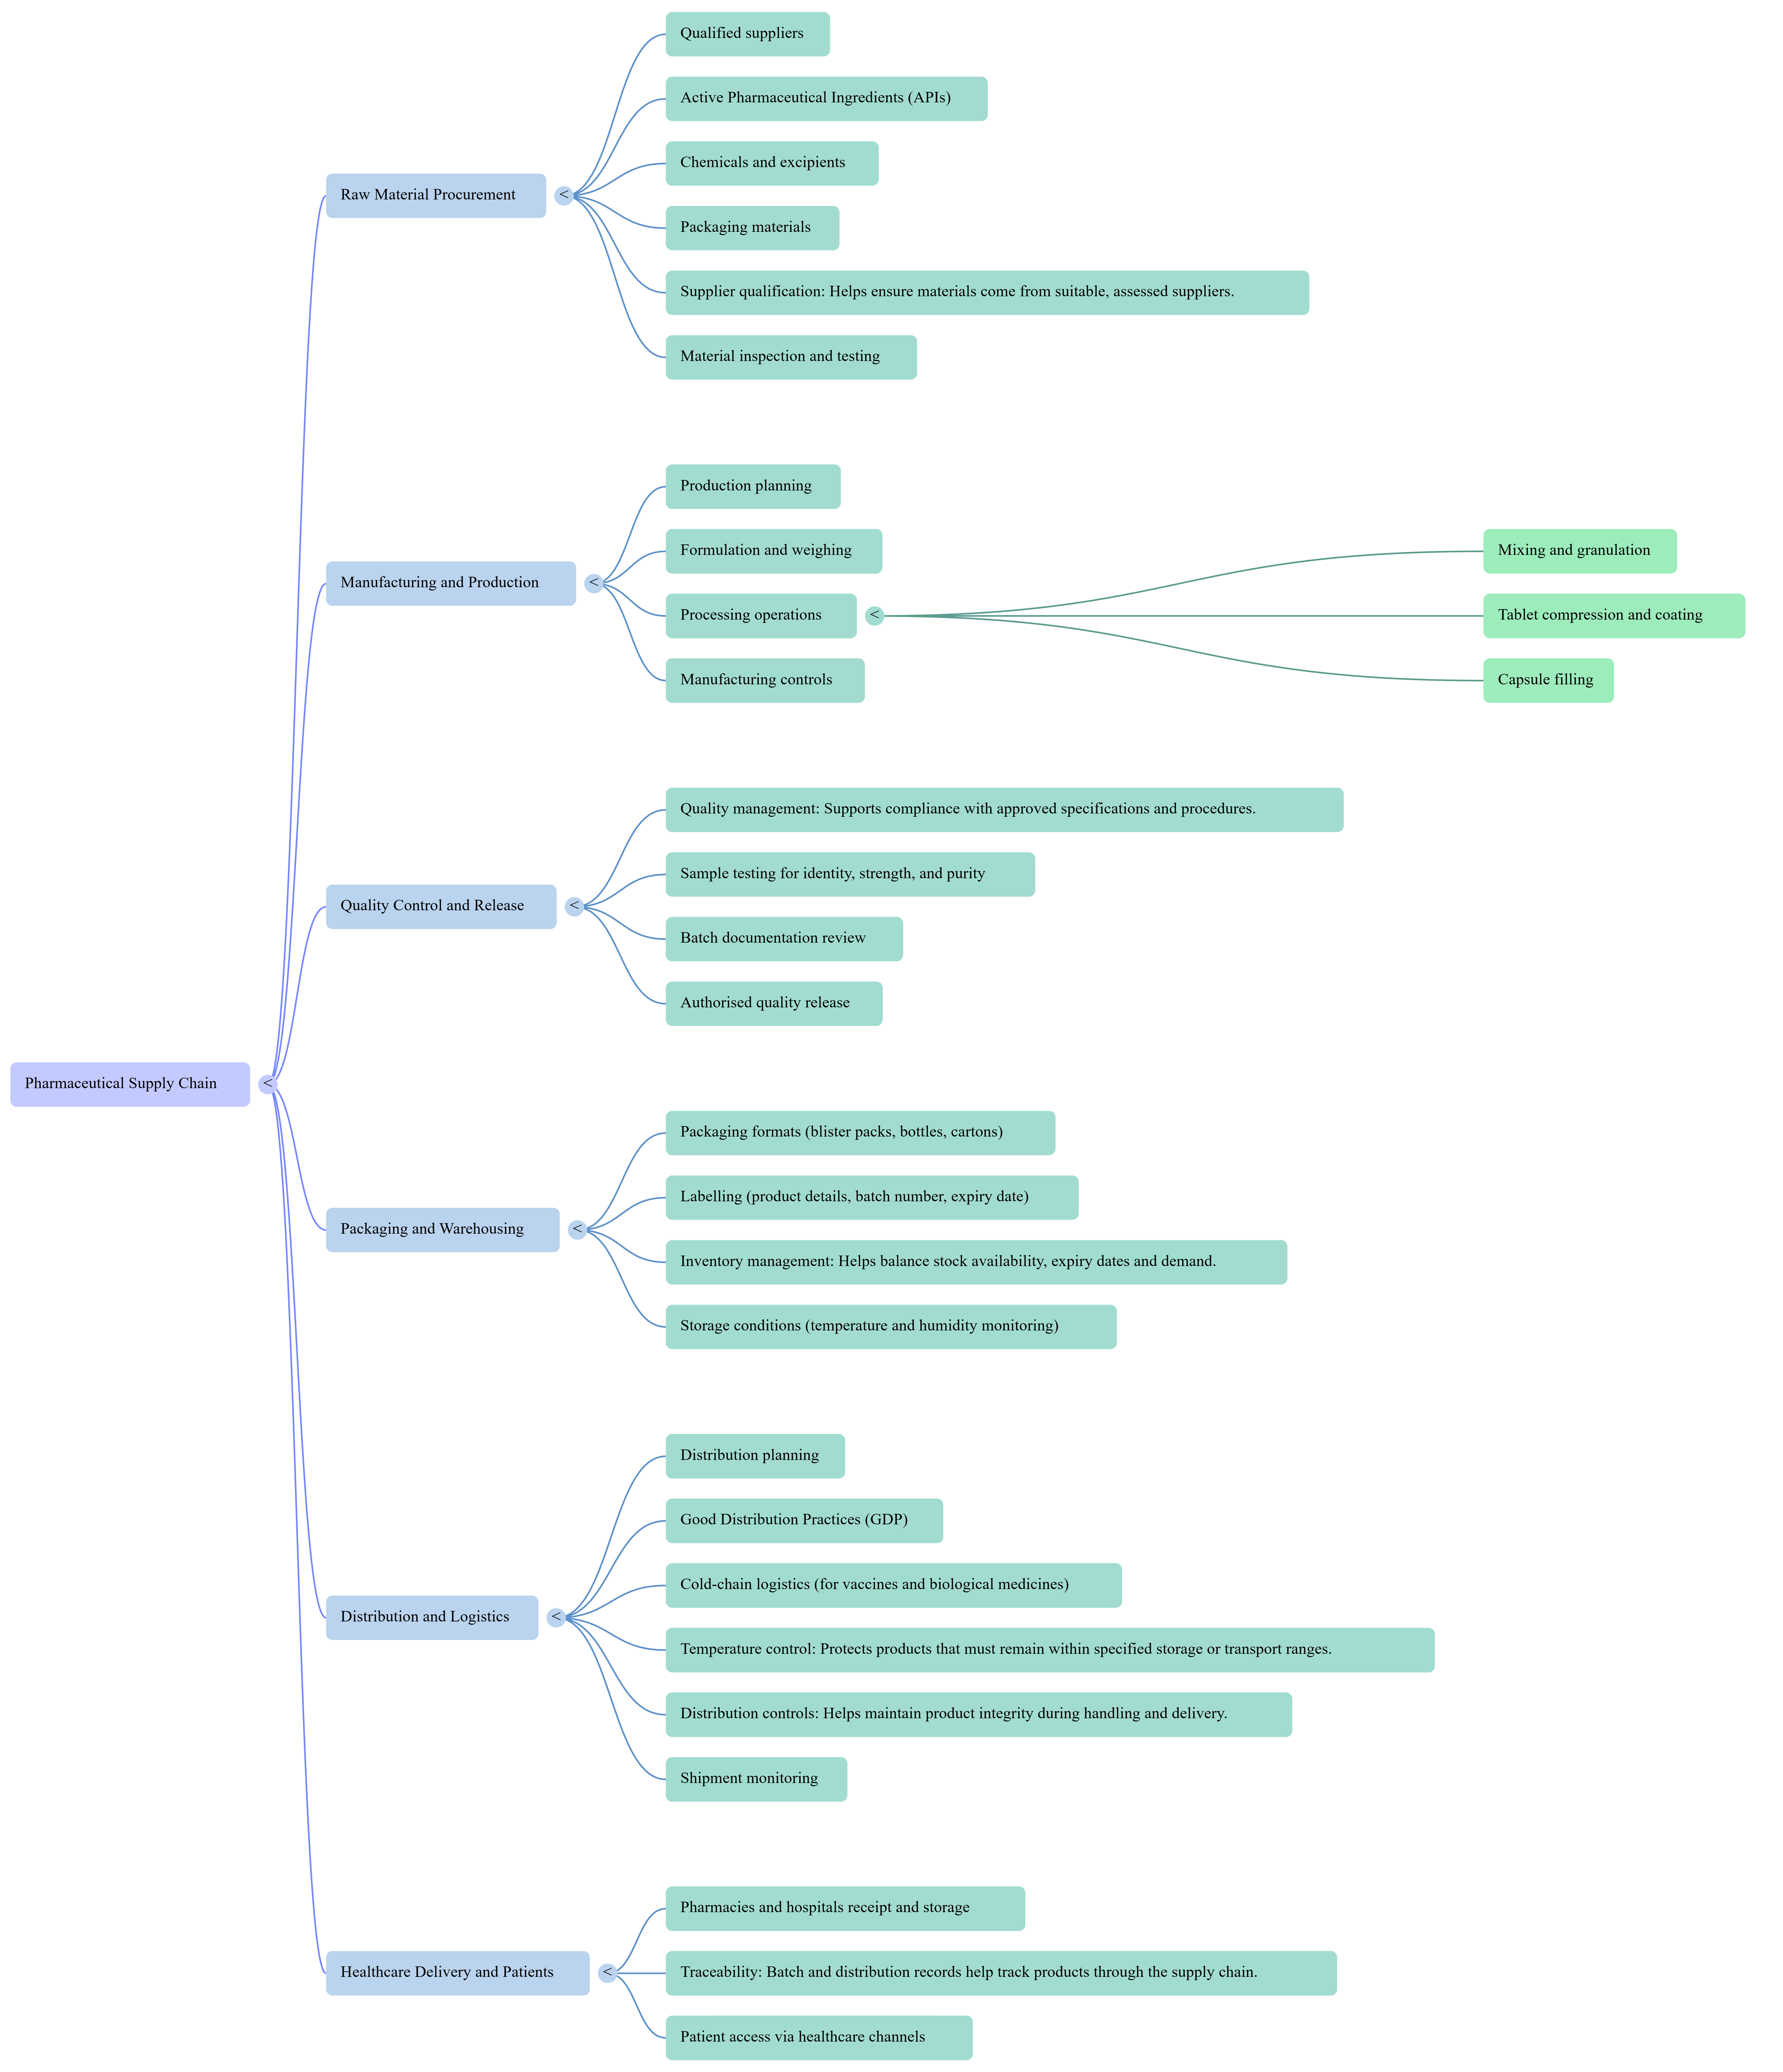 Pharmaceutical Supply Chain
Raw Material Procurement
Qualified suppliers
Active Pharmaceutical Ingredients (APIs)
Chemicals and excipients
Packaging materials
Supplier qualification: Helps ensure materials come from suitable, assessed suppliers.
Material inspection and testing
Manufacturing and Production
Production planning
Formulation and weighing
Processing operations
Mixing and granulation
Tablet compression and coating
Capsule filling
Manufacturing controls
Quality Control and Release
Quality management: Supports compliance with approved specifications and procedures.
Sample testing for identity, strength, and purity
Batch documentation review
Authorised quality release
Packaging and Warehousing
Packaging formats (blister packs, bottles, cartons)
Labelling (product details, batch number, expiry date)
Inventory management: Helps balance stock availability, expiry dates and demand.
Storage conditions (temperature and humidity monitoring)
Distribution and Logistics
Distribution planning
Good Distribution Practices (GDP)
Cold-chain logistics (for vaccines and biological medicines)
Temperature control: Protects products that must remain within specified storage or transport ranges.
Distribution controls: Helps maintain product integrity during handling and delivery.
Shipment monitoring
Healthcare Delivery and Patients
Pharmacies and hospitals receipt and storage
Traceability: Batch and distribution records help track products through the supply chain.
Patient access via healthcare channels